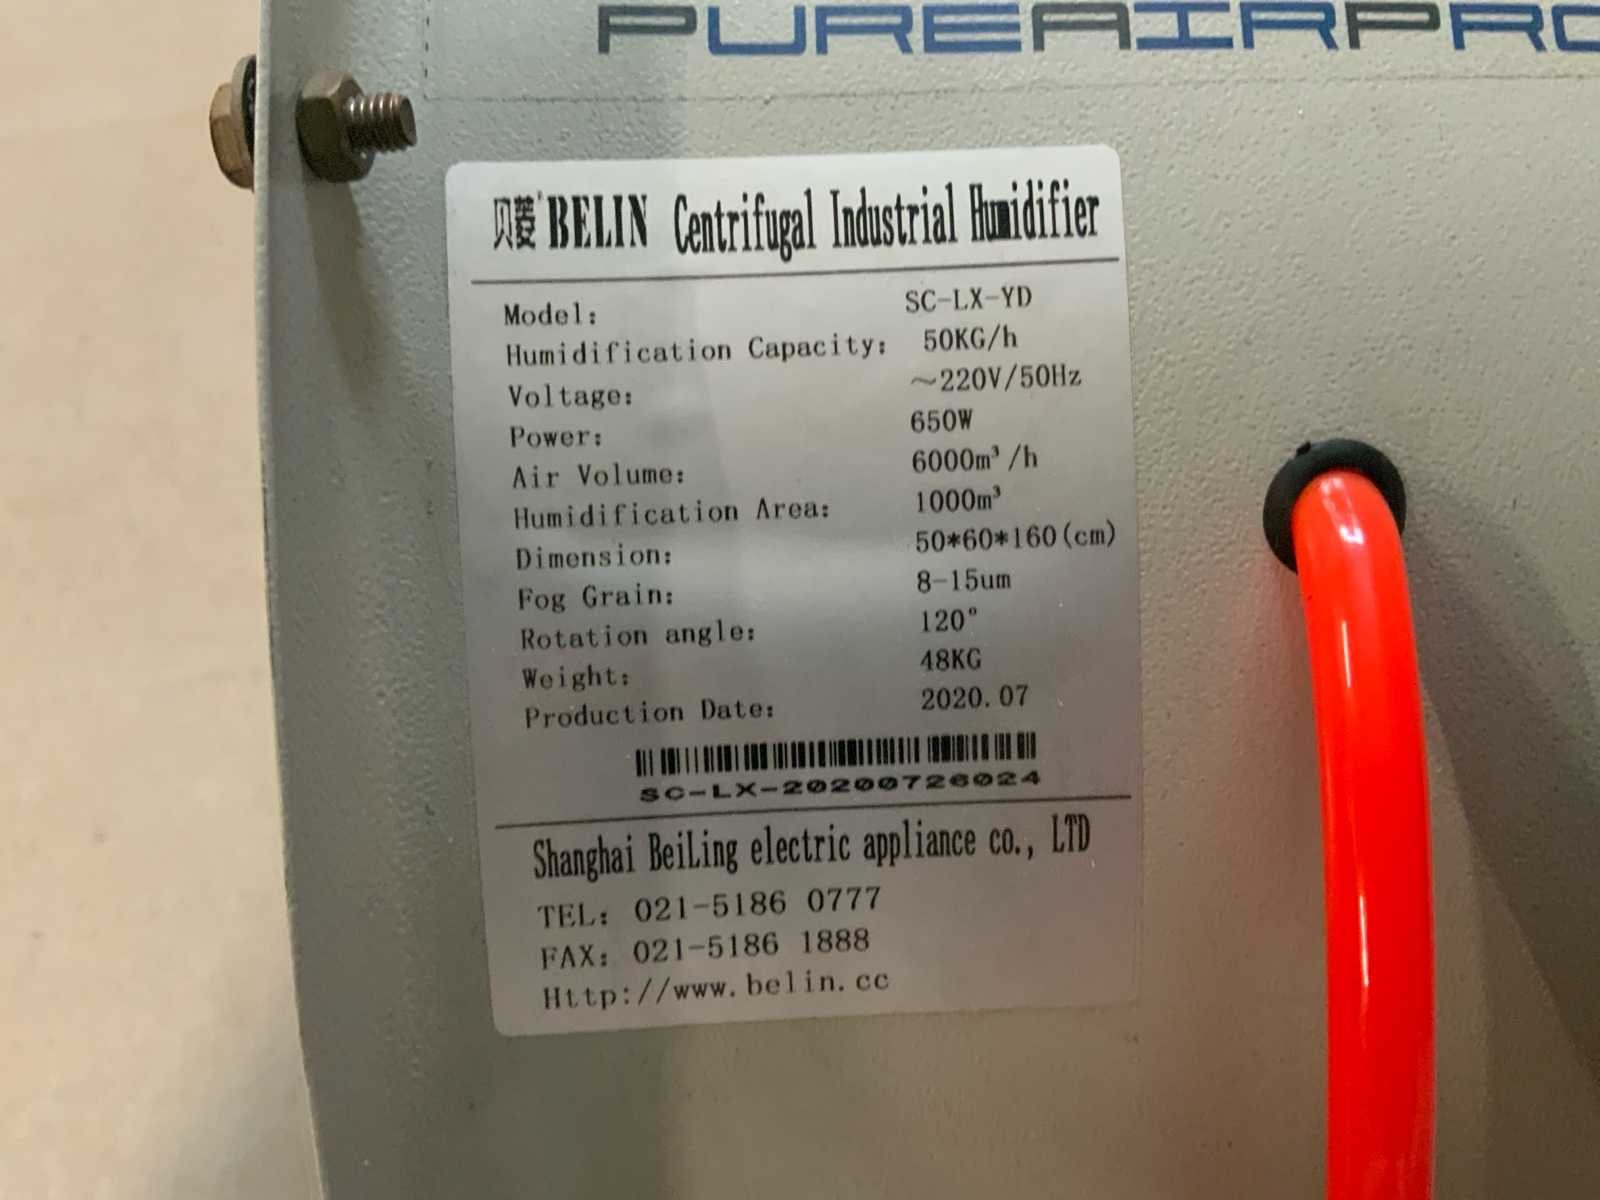 PUREAIRPRO
贝菱 BELIN Centrifugal Industrial Humidifier
Model: SC-LX-YD
Humidification Capacity: 50KG/h
Voltage: ~220V/50Hz
Power: 650W
Air Volume: 6000m³/h
Humidification Area: 1000m³
Dimension: 50*60*160(cm)
Fog Grain: 8-15um
Rotation angle: 120°
Weight: 48KG
Production Date: 2020.07
SC-LX-20200726024
Shanghai BeiLing electric appliance co., LTD
TEL: 021-5186 0777
FAX: 021-5186 1888
Http://www.belin.cc